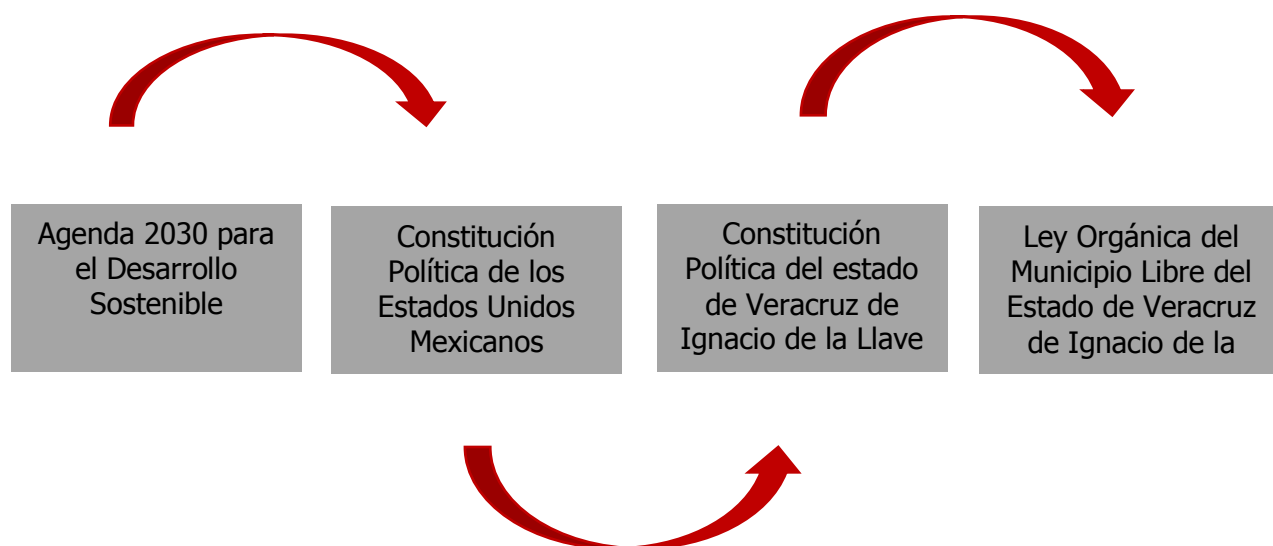 Agenda 2030 para
el Desarrollo
Sostenible
Constitución
Política de los
Estados Unidos
Mexicanos
Constitución
Política del estado
de Veracruz de
Ignacio de la Llave
Ley Orgánica del
Municipio Libre del
Estado de Veracruz
de Ignacio de la